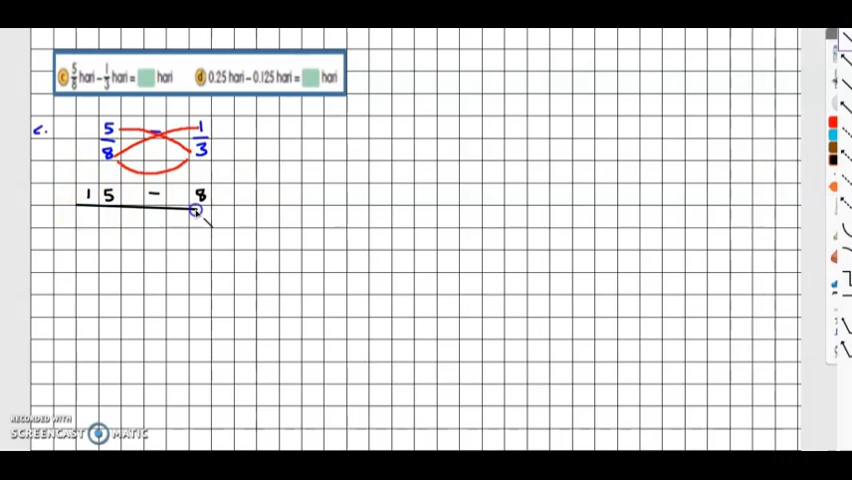 c 5/8 hari – 1/3 hari = hari d 0.25 hari – 0.125 hari = hari
c. 5/8 – 1/3
15 – 8
RECORDED WITH
SCREENCAST MATIC